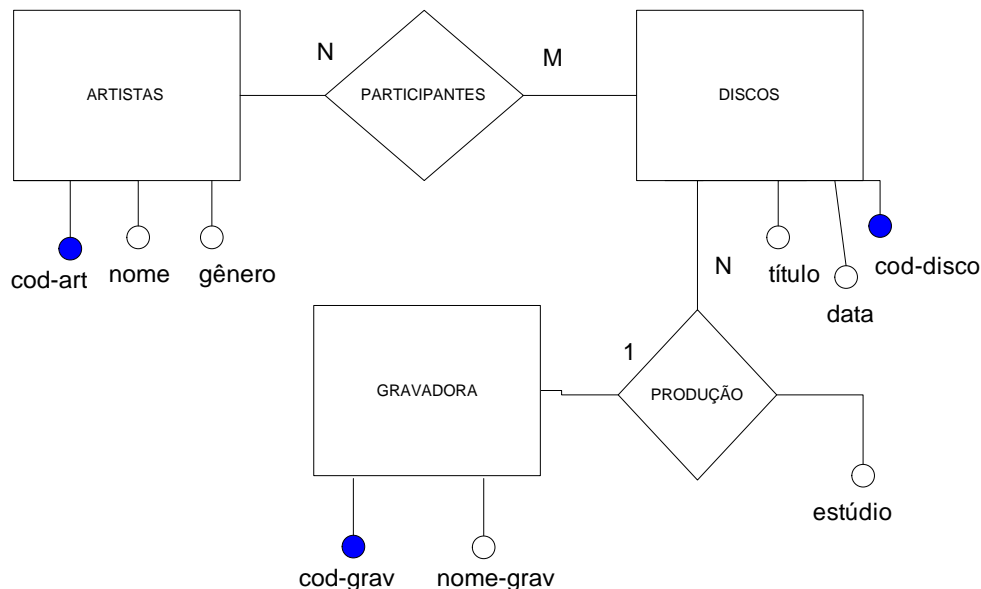 N
M
ARTISTAS
PARTICIPANTES
DISCOS
cod-art
nome
gênero
N
título
cod-disco
data
1
GRAVADORA
PRODUÇÃO
estúdio
cod-grav
nome-grav